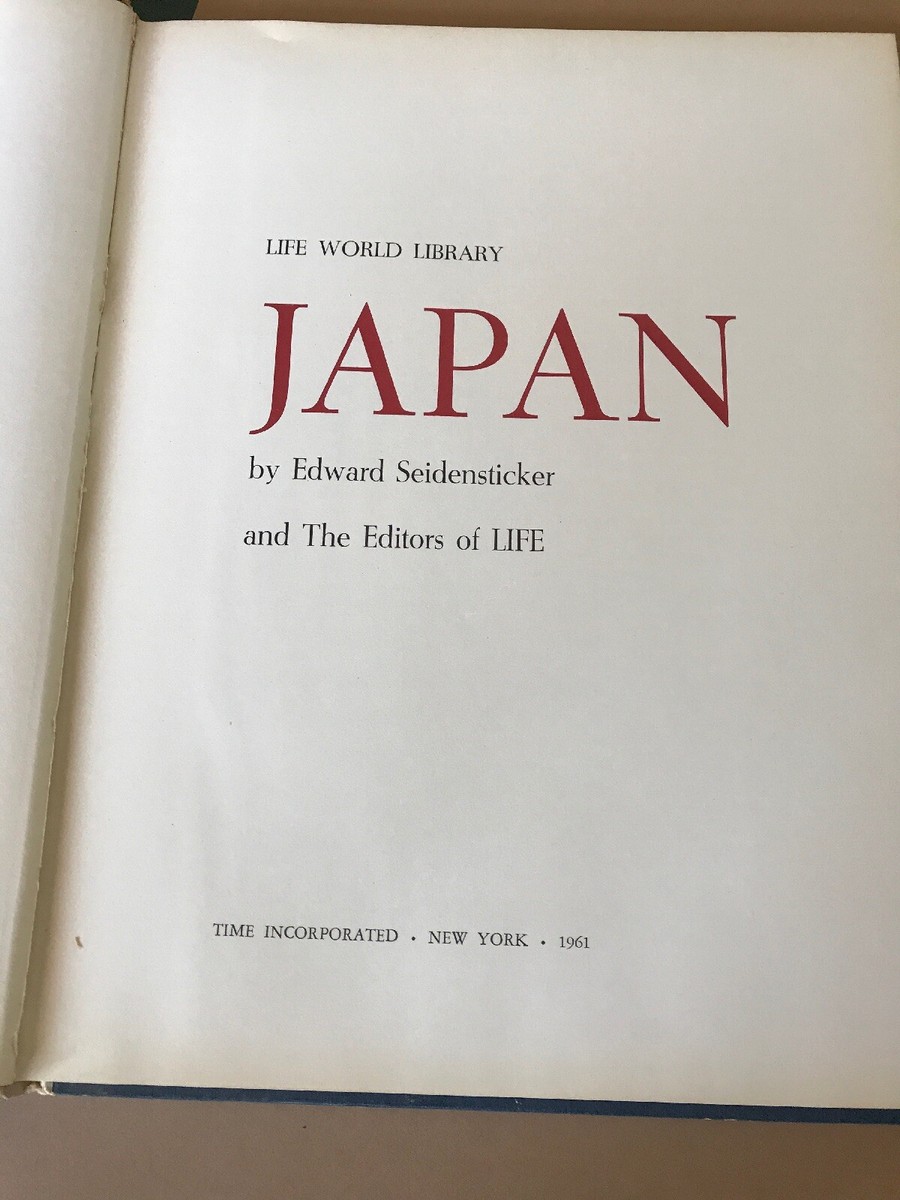 LIFE WORLD LIBRARY
JAPAN
by Edward Seidensticker
and The Editors of LIFE
TIME INCORPORATED • NEW YORK • 1961